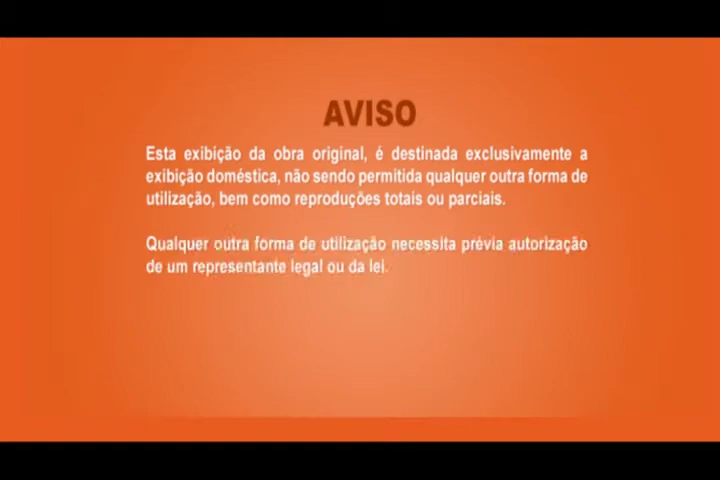 AVISO
Esta exibição da obra original, é destinada exclusivamente a
exibição doméstica, não sendo permitida qualquer outra forma de
utilização, bem como reproduções totais ou parciais.
Qualquer outra forma de utilização necessita prévia autorização
de um representante legal ou da lei.